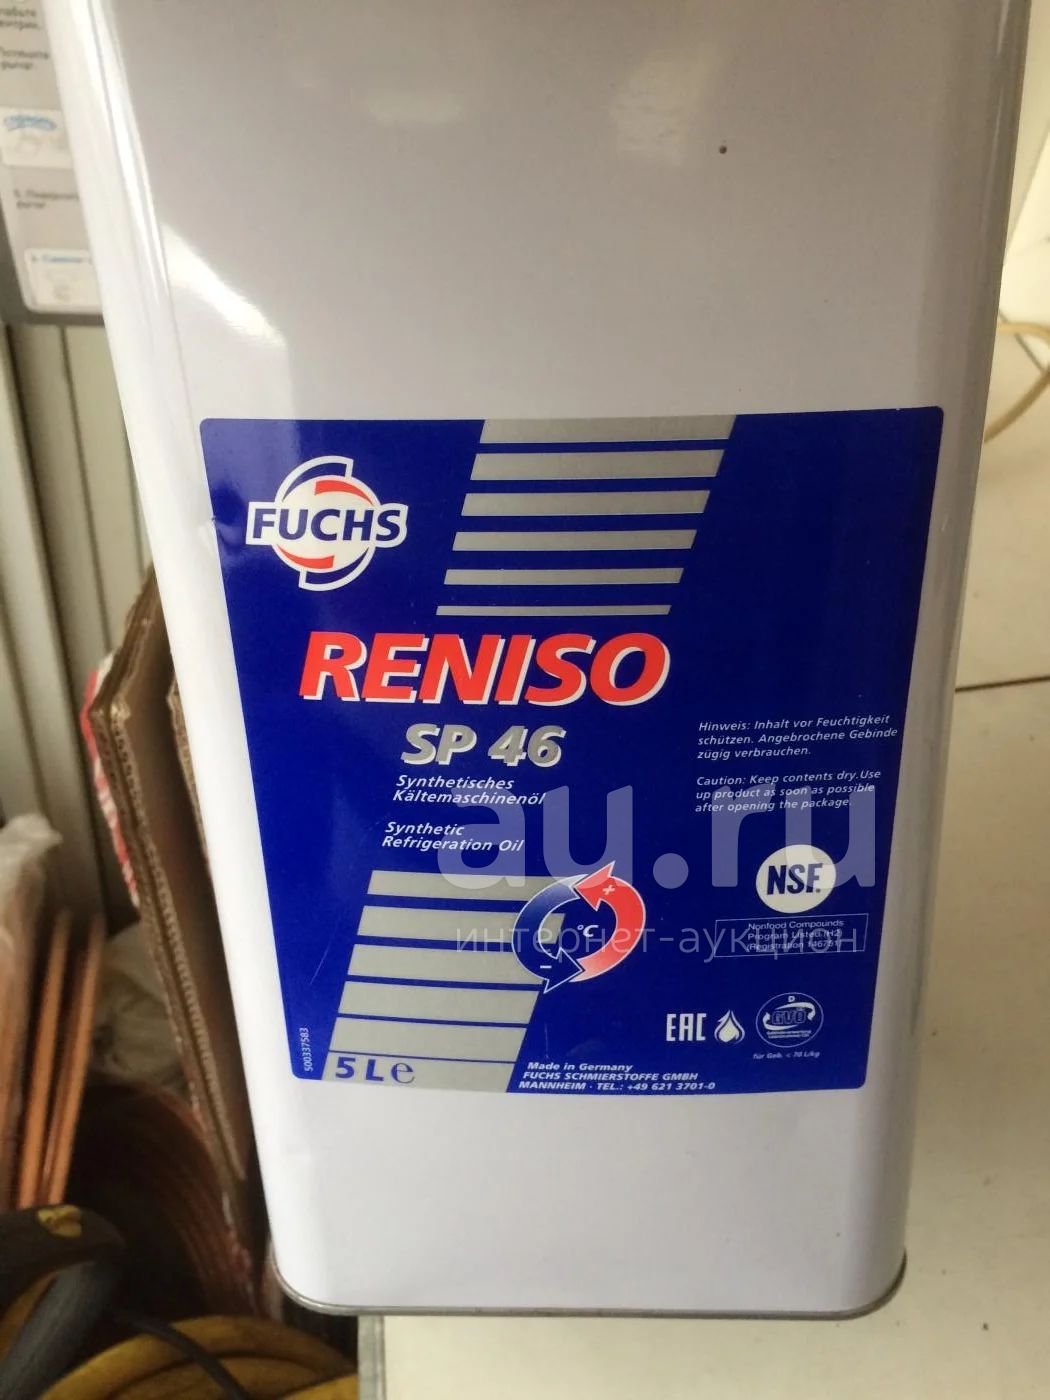 FUCHS
RENISO
SP 46
Synthetisches
Kältemaschinenöl
Synthetic
Refrigeration Oil
Hinweis: Inhalt vor Feuchtigkeit
schützen. Angebrochene Gebinde
zügig verbrauchen.
Caution: Keep contents dry.Use
up product as soon as possible
after opening the package.
au.ru
интернет-аукцион
+
°C
–
NSF.
Nonfood Compounds
Program Listed (H2)
(Registration 146751)
EAC
D
GVÖ
für Geb. < 70 L/kg
500337583
5 L e
Made in Germany
FUCHS SCHMIERSTOFFE GMBH
MANNHEIM · TEL.: +49 621 3701-0